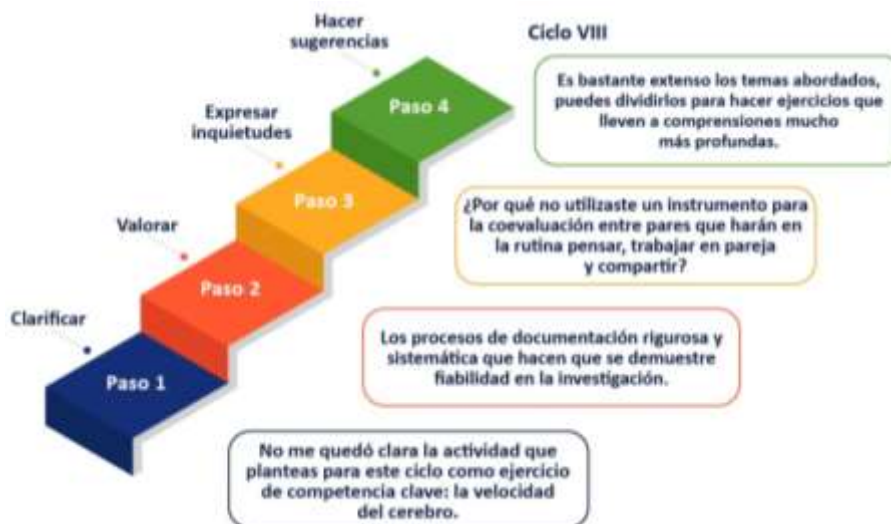 Hacer
sugerencias
Ciclo VIII
Paso 4
Es bastante extenso los temas abordados,
puedes dividirlos para hacer ejercicios que
lleven a comprensiones mucho
más profundas.
Expresar
inquietudes
Paso 3
¿Por qué no utilizaste un instrumento para
la coevaluación entre pares que harán en
la rutina pensar, trabajar en pareja
y compartir?
Valorar
Paso 2
Los procesos de documentación rigurosa y
sistemática que hacen que se demuestre
fiabilidad en la investigación.
Clarificar
Paso 1
No me quedó clara la actividad que
planteas para este ciclo como ejercicio
de competencia clave: la velocidad
del cerebro.